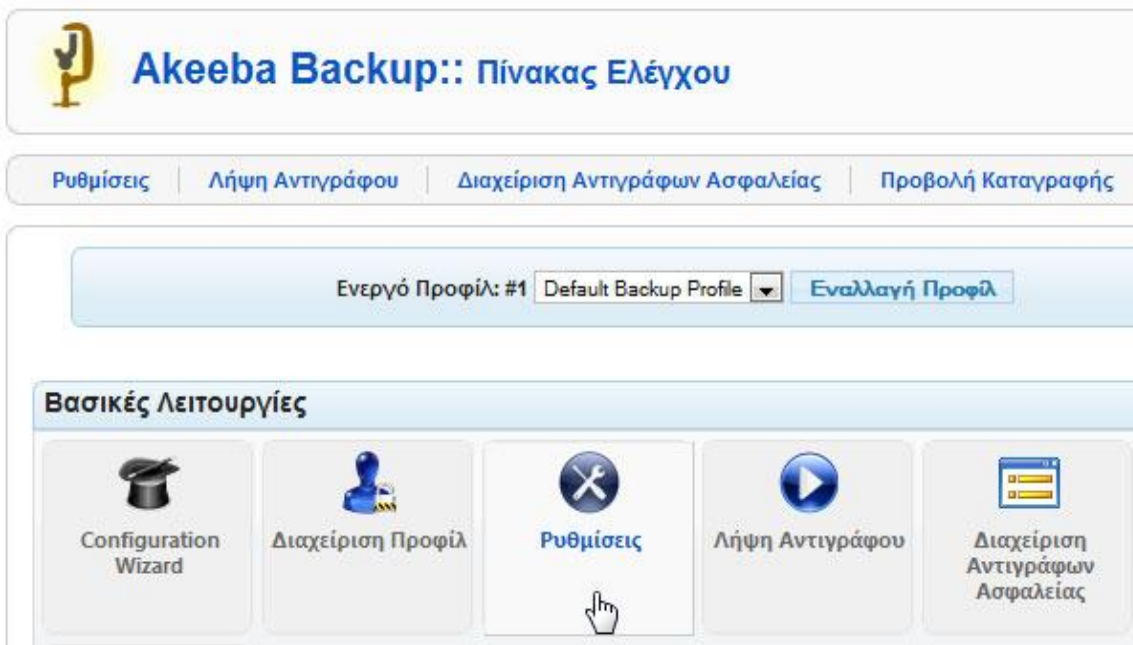 Akeeba Backup:: Πίνακας Ελέγχου
Ρυθμίσεις Λήψη Αντιγράφου Διαχείριση Αντιγράφων Ασφαλείας Προβολή Καταγραφής
Ενεργό Προφίλ: #1 Default Backup Profile Εναλλαγή Προφίλ
Βασικές Λειτουργίες
Configuration Wizard
Διαχείριση Προφίλ
Ρυθμίσεις
Λήψη Αντιγράφου
Διαχείριση
Αντιγράφων
Ασφαλείας